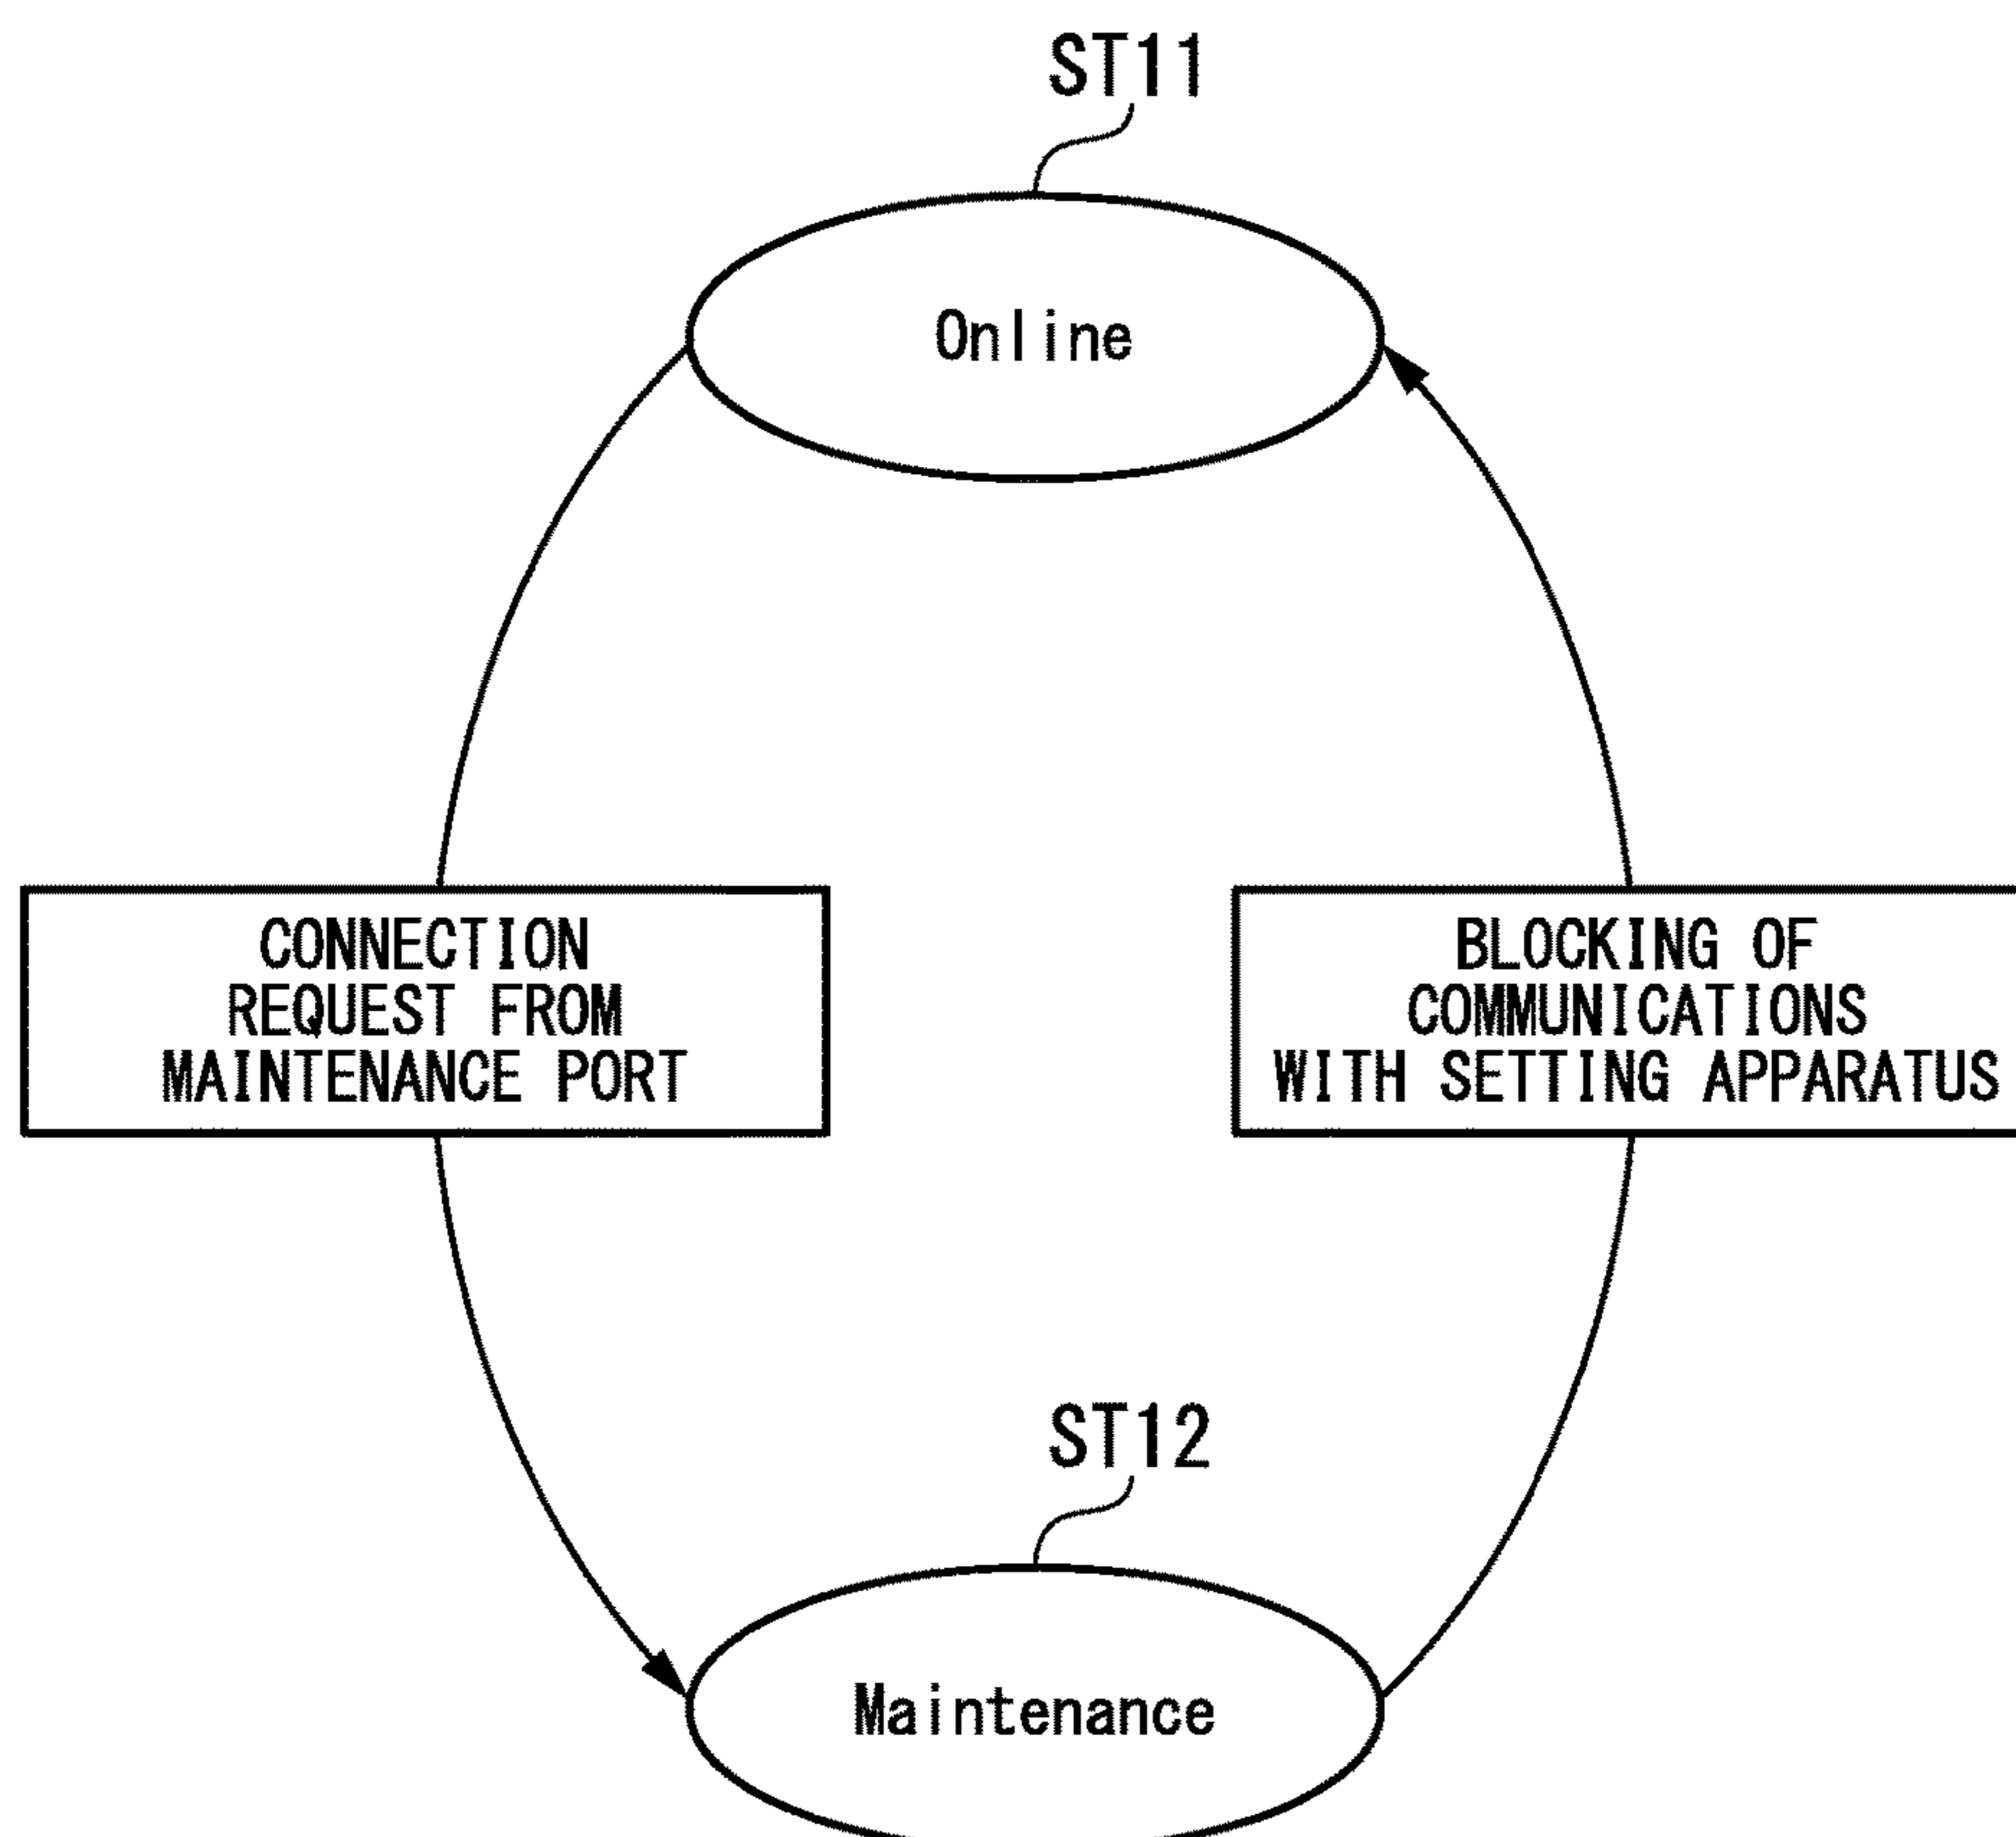 ST11
Online
CONNECTION
REQUEST FROM
MAINTENANCE PORT
BLOCKING OF
COMMUNICATIONS
WITH SETTING APPARATUS
ST12
Maintenance